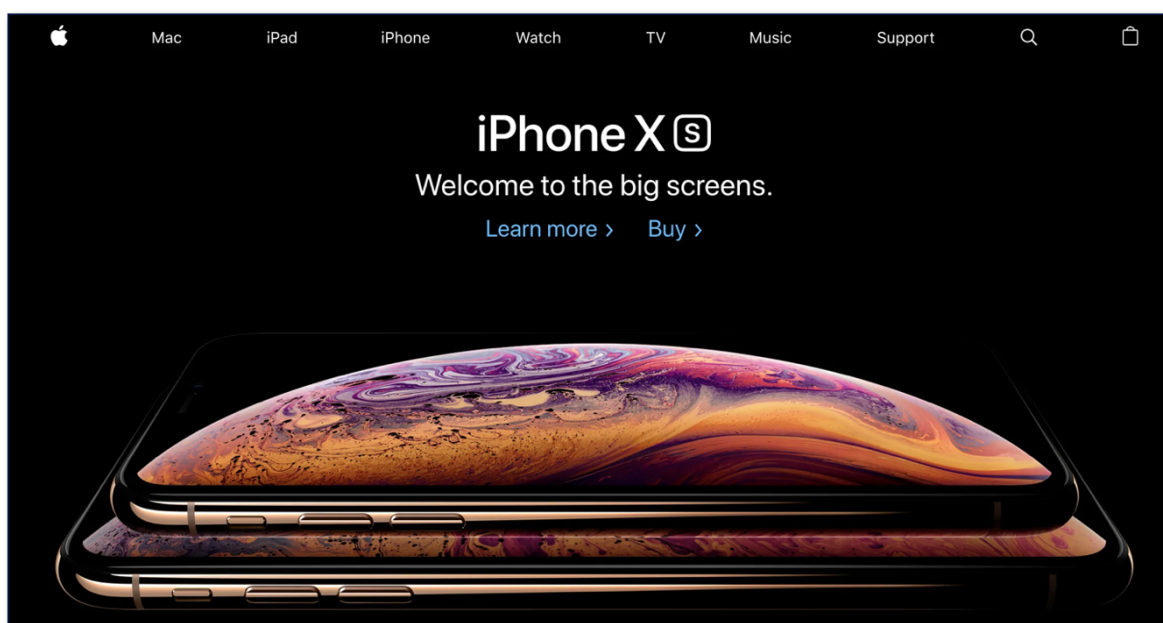 Mac iPad iPhone Watch TV Music Support
iPhone XS
Welcome to the big screens.
Learn more > Buy >